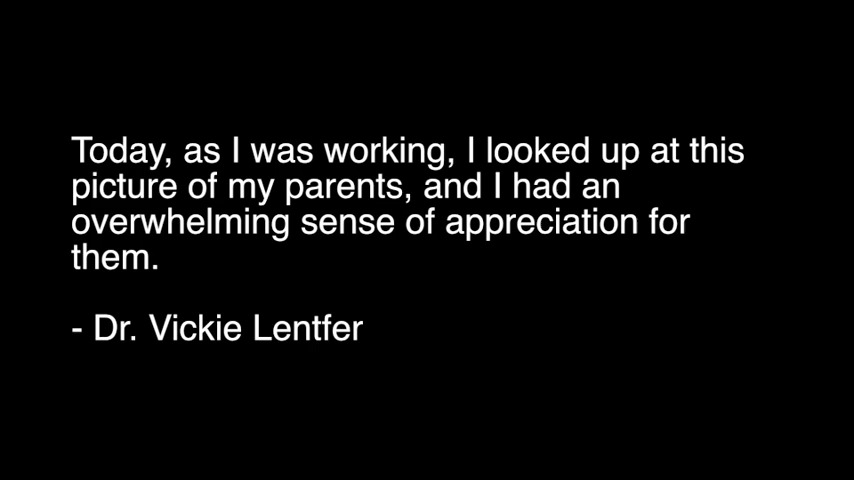 Today, as I was working, I looked up at this
picture of my parents, and I had an
overwhelming sense of appreciation for
them.
- Dr. Vickie Lentfer